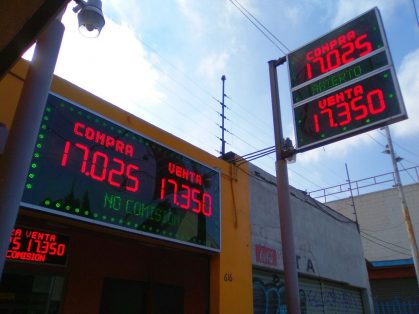 COMPRA
17.025
VENTA
17.350
NO COMISION
COMPRA
17.025
ABIERTO
VENTA
17.350
VENTA
17.350
COMISION
616